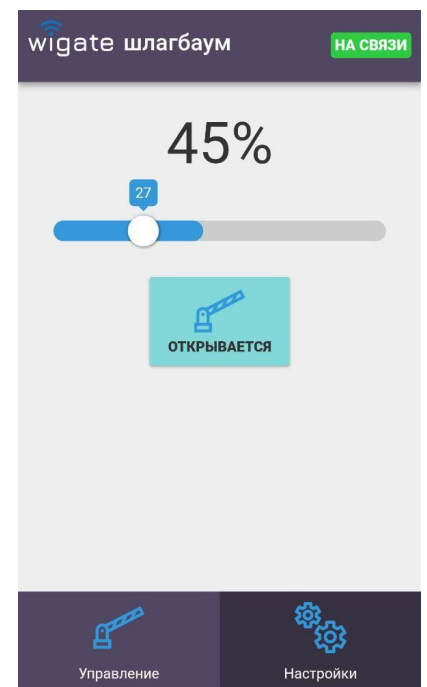 wigate шлагбаум
НА СВЯЗИ
45%
27
ОТКРЫВАЕТСЯ
Управление
Настройки